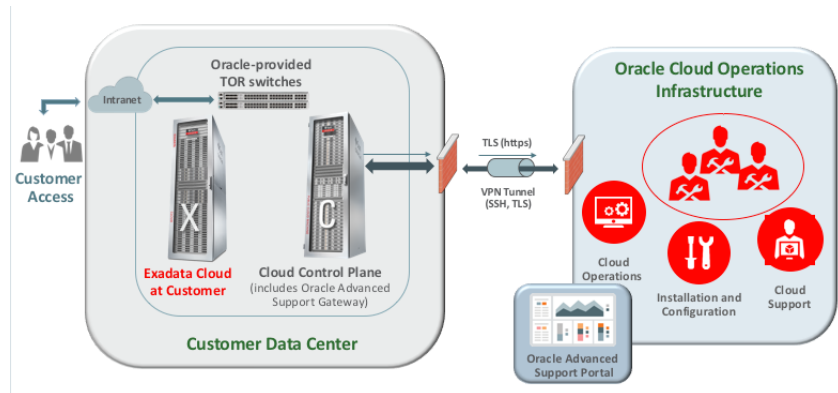 Customer
Access
Intranet
Oracle-provided
TOR switches
X
C
Exadata Cloud
at Customer
Cloud Control Plane
(includes Oracle Advanced
Support Gateway)
Customer Data Center
TLS (https)
VPN Tunnel
(SSH, TLS)
Oracle Cloud Operations
Infrastructure
Cloud
Operations
Installation and
Configuration
Cloud
Support
Oracle Advanced
Support Portal